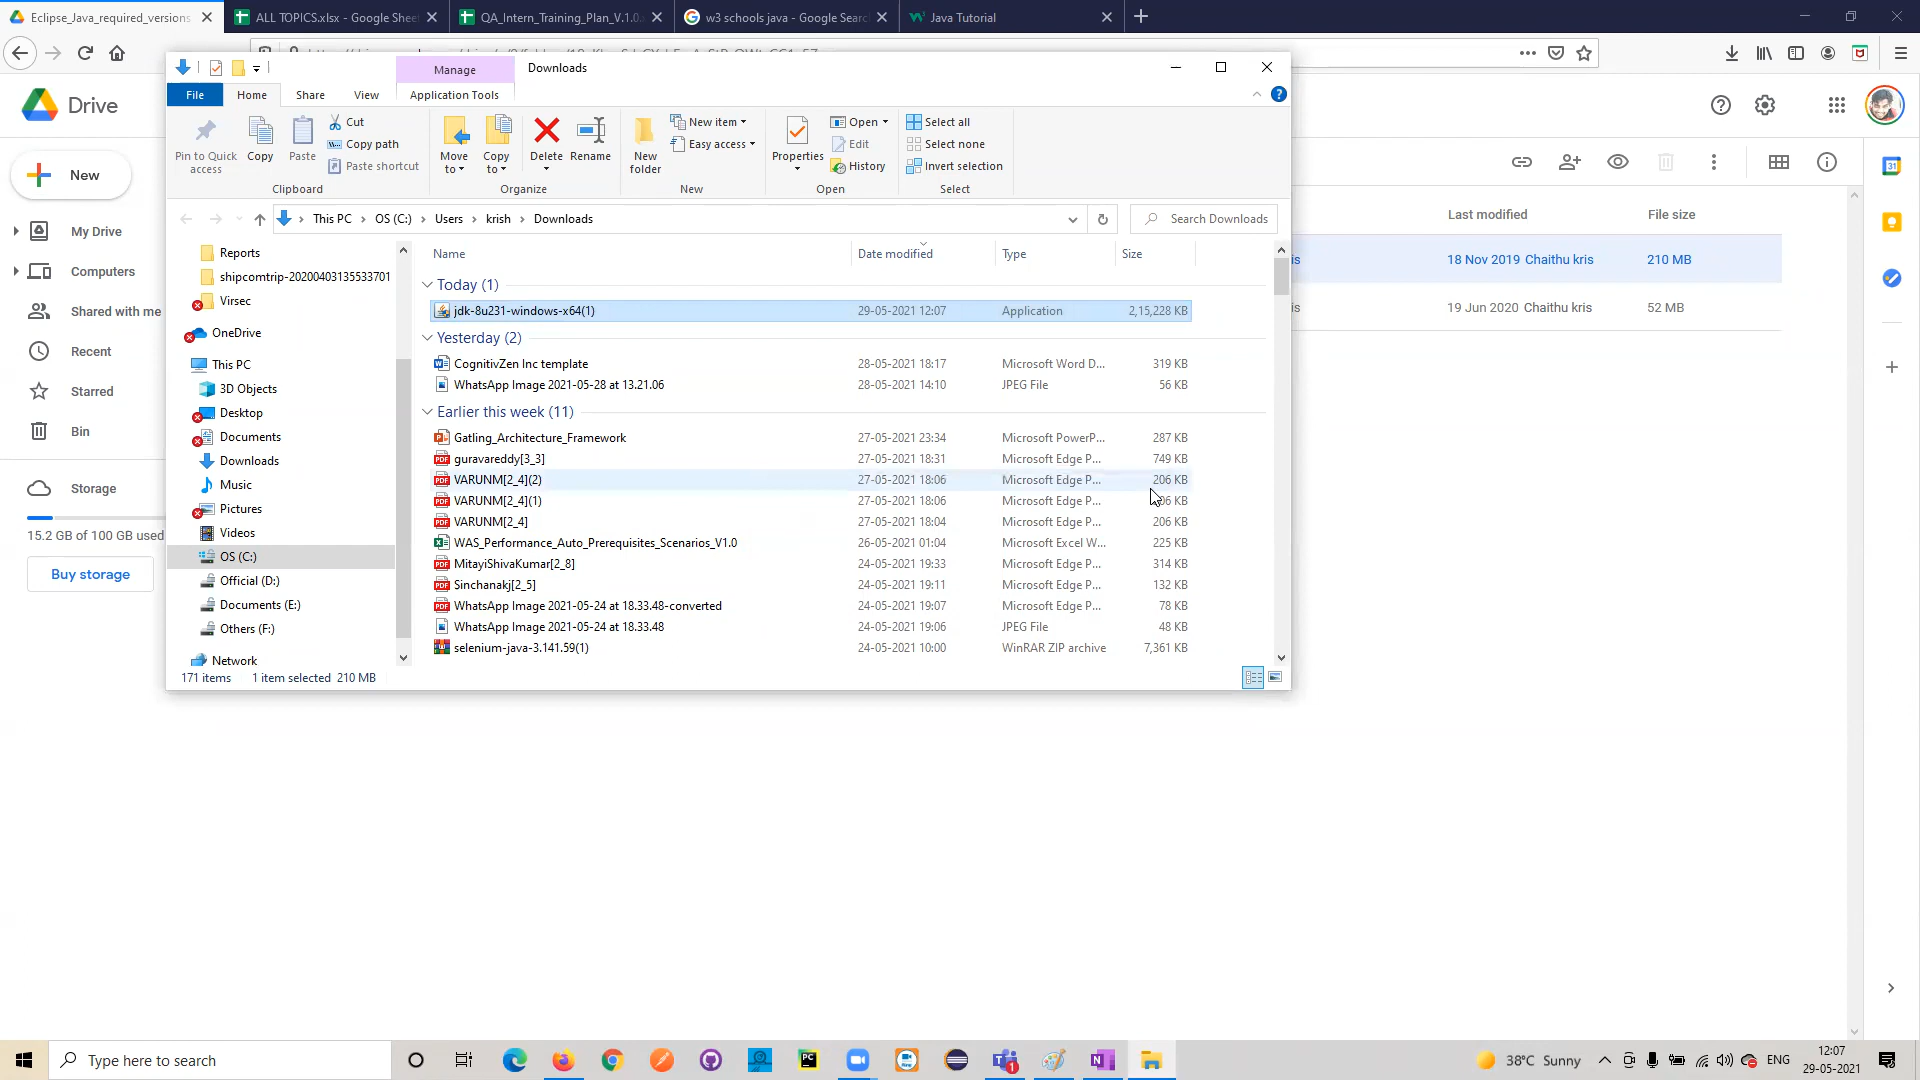 Eclipse_Java_required_versions
ALL TOPICS.xlsx - Google Shee
QA_Intern_Training_Plan_V.1.0.
w3 schools java - Google Searc
Java Tutorial
Manage
Downloads
File
Home
Share
View
Application Tools
Drive
Pin to Quick access
Copy
Paste
Cut
Copy path
Paste shortcut
Clipboard
Move to
Copy to
Delete
Rename
Organize
New folder
New item
Easy access
New
Properties
Open
Edit
History
Open
Select all
Select none
Invert selection
Select
This PC
OS (C:)
Users
krish
Downloads
Search Downloads
New
My Drive
Computers
Shared with me
Recent
Starred
Bin
Storage
15.2 GB of 100 GB used
Buy storage
Reports
shipcomtrip-20200403135533701
Virsec
OneDrive
This PC
3D Objects
Desktop
Documents
Downloads
Music
Pictures
Videos
OS (C:)
Official (D:)
Documents (E:)
Others (F:)
Network
Name Date modified Type Size
Today (1)
jdk-8u231-windows-x64(1) 29-05-2021 12:07 Application 2,15,228 KB
Yesterday (2)
CognitivZen Inc template 28-05-2021 18:17 Microsoft Word D... 319 KB
WhatsApp Image 2021-05-28 at 13.21.06 28-05-2021 14:10 JPEG File 56 KB
Earlier this week (11)
Gatling_Architecture_Framework 27-05-2021 23:34 Microsoft PowerP... 287 KB
guravareddy[3_3] 27-05-2021 18:31 Microsoft Edge P... 749 KB
VARUNM[2_4](2) 27-05-2021 18:06 Microsoft Edge P... 206 KB
VARUNM[2_4](1) 27-05-2021 18:06 Microsoft Edge P... KB
VARUNM[2_4] 27-05-2021 18:04 Microsoft Edge P... 206 KB
WAS_Performance_Auto_Prerequisites_Scenarios_V1.0 26-05-2021 01:04 Microsoft Excel W... 225 KB
MitayiShivaKumar[2_8] 24-05-2021 19:33 Microsoft Edge P... 314 KB
Sinchanakj[2_5] 24-05-2021 19:11 Microsoft Edge P... 132 KB
WhatsApp Image 2021-05-24 at 18.33.48-converted 24-05-2021 19:07 Microsoft Edge P... 78 KB
WhatsApp Image 2021-05-24 at 18.33.48 24-05-2021 19:06 JPEG File 48 KB
selenium-java-3.141.59(1) 24-05-2021 10:00 WinRAR ZIP archive 7,361 KB
171 items 1 item selected 210 MB
Last modified File size
is 18 Nov 2019 Chaithu kris 210 MB
is 19 Jun 2020 Chaithu kris 52 MB
Type here to search
38°C Sunny
ENG
12:07
29-05-2021